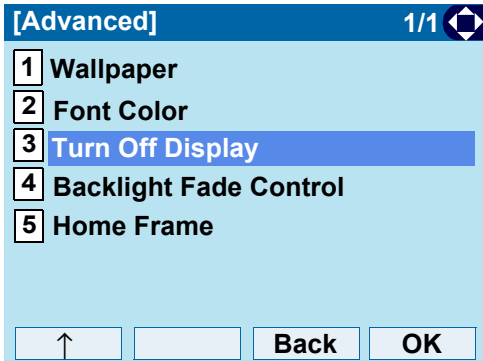 [Advanced] 1/1
1 Wallpaper
2 Font Color
3 Turn Off Display
4 Backlight Fade Control
5 Home Frame
↑ Back OK